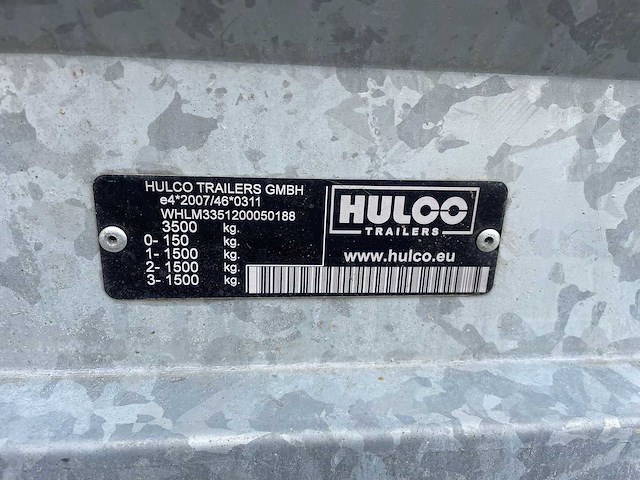 HULCO TRAILERS GMBH
e4*2007/46*0311
WHLM3351200050188
3500 kg.
0- 150 kg.
1- 1500 kg.
2- 1500 kg.
3- 1500 kg.
HULCO
TRAILERS
www.hulco.eu